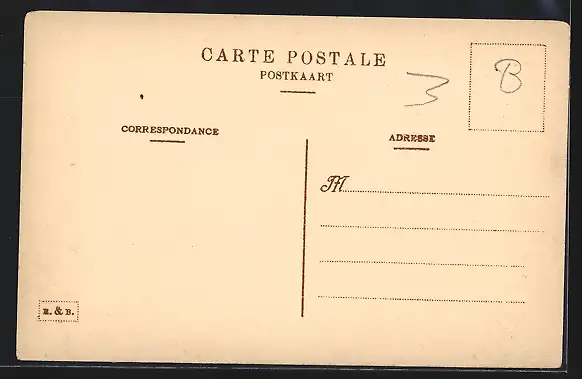 CARTE POSTALE
POSTKAART
3
B
CORRESPONDANCE
ADRESSE
M
& B.